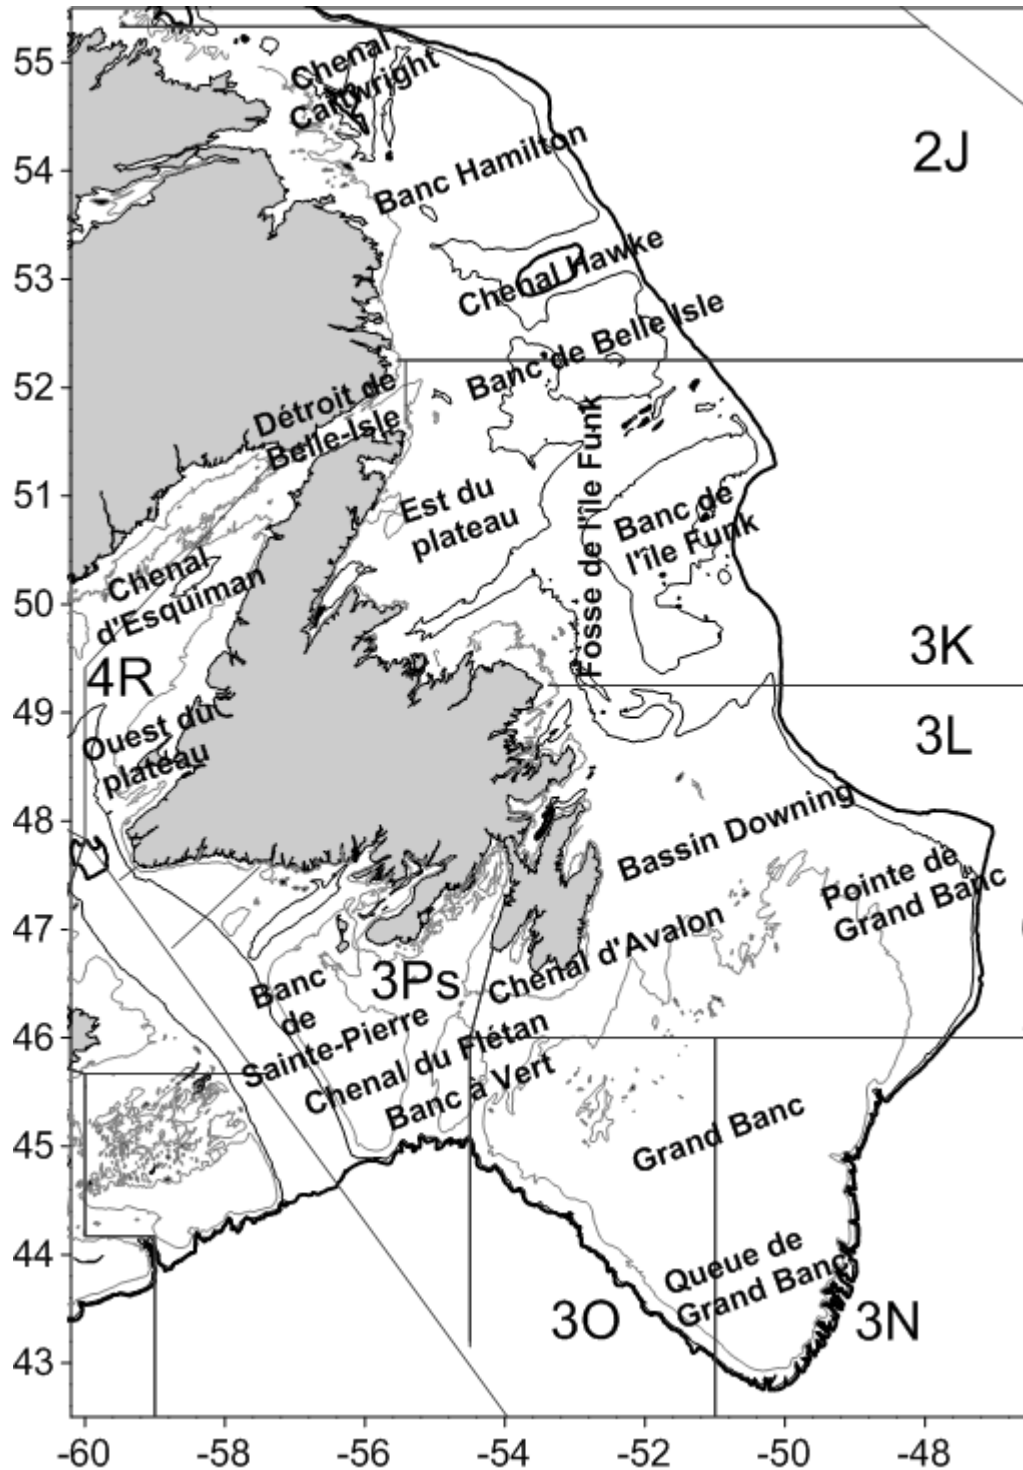 55
54
53
52
51
50
49
48
47
46
45
44
43
-60
-58
-56
-54
-52
-50
-48
Chenal
Cartwright
2J
Banc Hamilton
Chenal Hawke
Banc de Belle Isle
Détroit de
Belle-Isle
Est du
plateau
Fosse de l'île Funk
Banc de
l'île Funk
Chenal
d'Esquiman
3K
4R
3L
Ouest du
plateau
Bassin Downing
Pointe de
Grand Banc
Chenal d'Avalon
3Ps
Banc
de
Sainte-Pierre
Chenal du Flétan
Banc à Vert
Grand Banc
Queue de
Grand Banc
3O
3N